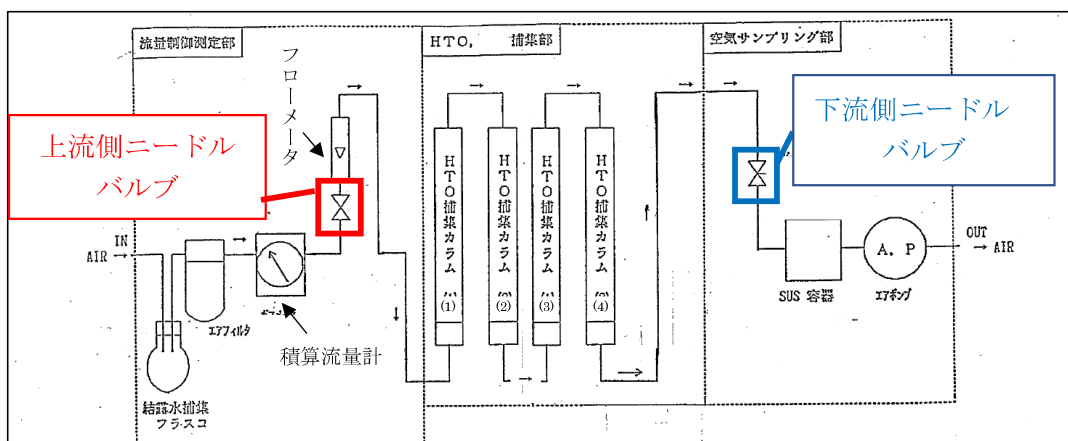 流量制御測定部
HTO, 捕集部
空気サンプリング部
フローメータ
上流側ニードル
バルブ
下流側ニードル
バルブ
IN
AIR
エアフィルタ
積算流量計
結露水捕集
フラスコ
HTO捕集カラム (1)
HTO捕集カラム (2)
HTO捕集カラム (3)
HTO捕集カラム (4)
SUS 容器
A. P
エアポンプ
OUT
AIR